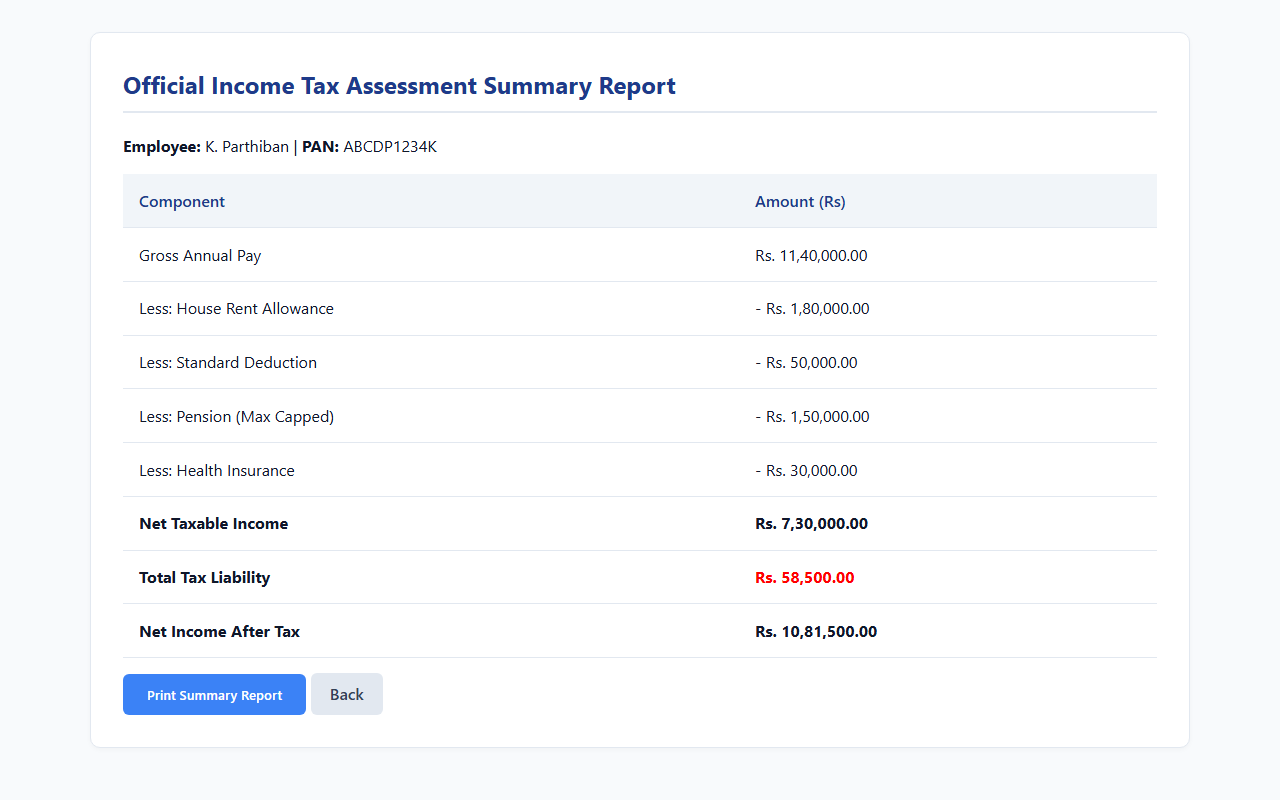 Official Income Tax Assessment Summary Report
Employee: K. Parthiban | PAN: ABCDP1234K
Component Amount (Rs)
Gross Annual Pay Rs. 11,40,000.00
Less: House Rent Allowance - Rs. 1,80,000.00
Less: Standard Deduction - Rs. 50,000.00
Less: Pension (Max Capped) - Rs. 1,50,000.00
Less: Health Insurance - Rs. 30,000.00
Net Taxable Income Rs. 7,30,000.00
Total Tax Liability Rs. 58,500.00
Net Income After Tax Rs. 10,81,500.00
Print Summary Report Back